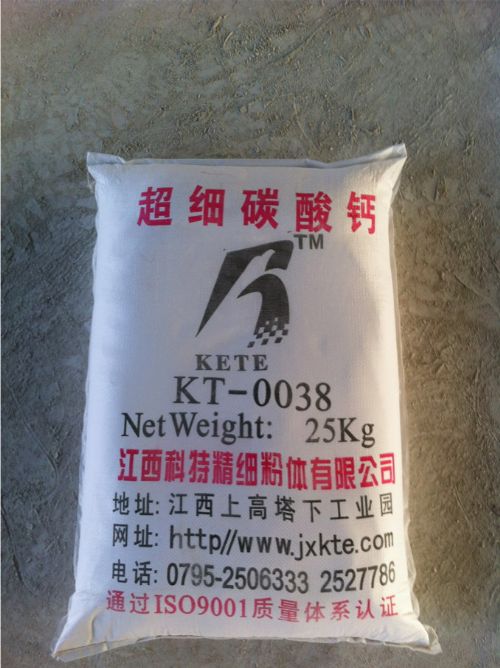 超细碳酸钙
TM
KETE
KT-0038
Net Weight: 25Kg
江西科特精细粉体有限公司
地址: 江西上高塔下工业园
网址: http//www.jxkte.com
电话: 0795-2506333 2527786
通过ISO9001质量体系认证